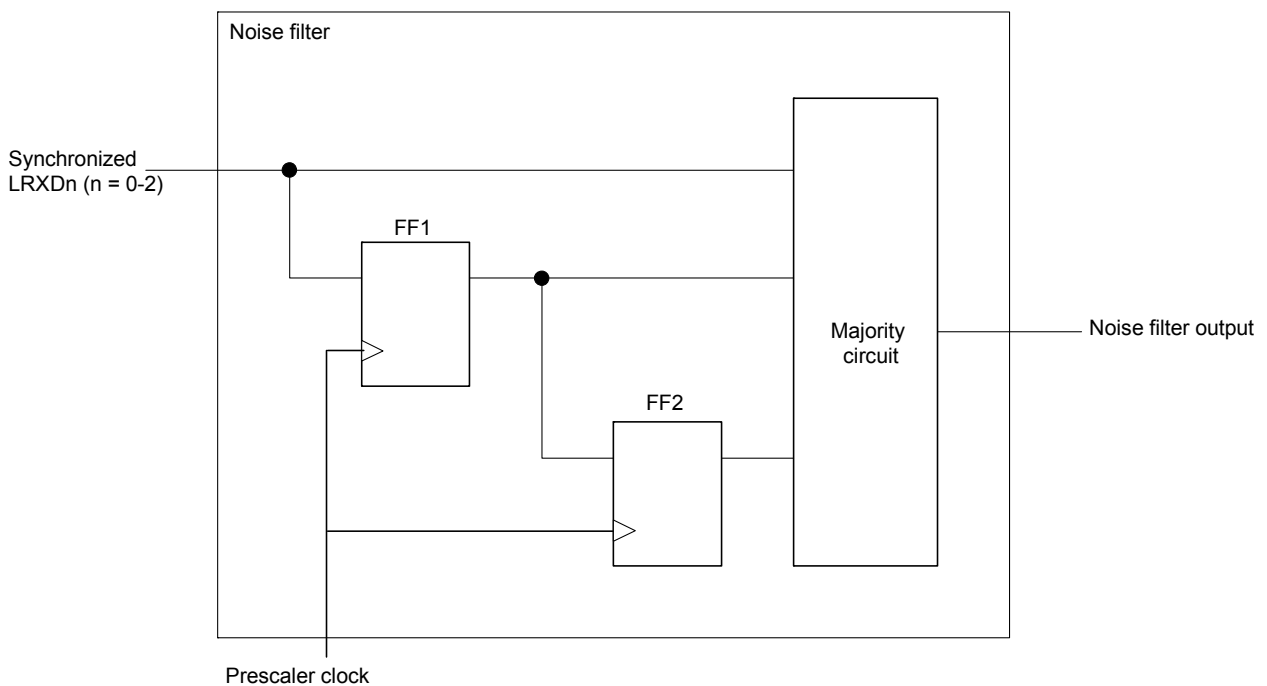 Noise filter
Synchronized
LRXDn (n = 0-2)
FF1
FF2
Majority
circuit
Noise filter output
Prescaler clock